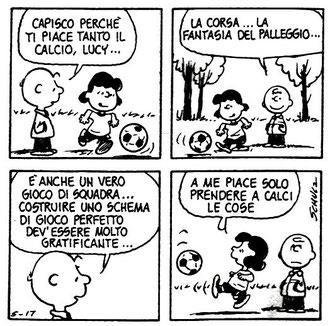 CAPISCO PERCHÉ
TI PIACE TANTO IL
CALCIO, LUCY...
LA CORSA... LA
FANTASIA DEL PALLEGGIO...
È ANCHE UN VERO
GIOCO DI SQUADRA...
COSTRUIRE UNO SCHEMA
DI GIOCO PERFETTO
DEV'ESSERE MOLTO
GRATIFICANTE...
5-17
A ME PIACE SOLO
PRENDERE A CALCI
LE COSE
SCHULZ